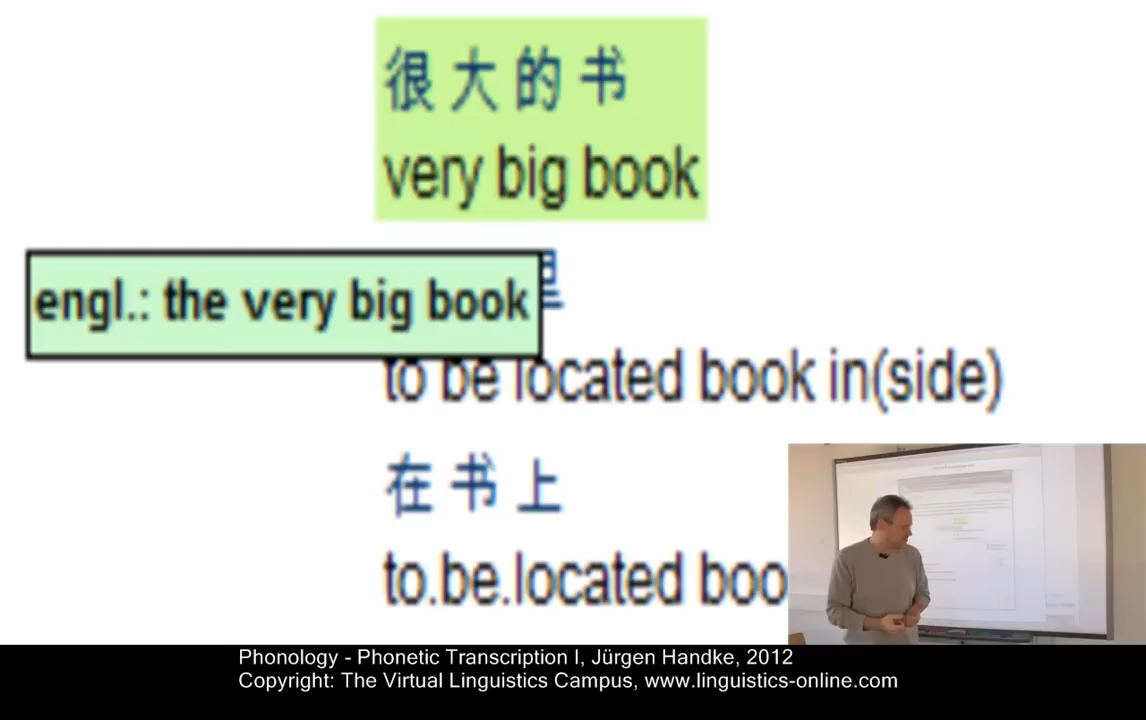 很 大 的 书
very big book
engl.: the very big book
to be located book in(side)
在 书 上
to.be.located boo
Phonology - Phonetic Transcription I, Jürgen Handke, 2012
Copyright: The Virtual Linguistics Campus, www.linguistics-online.com